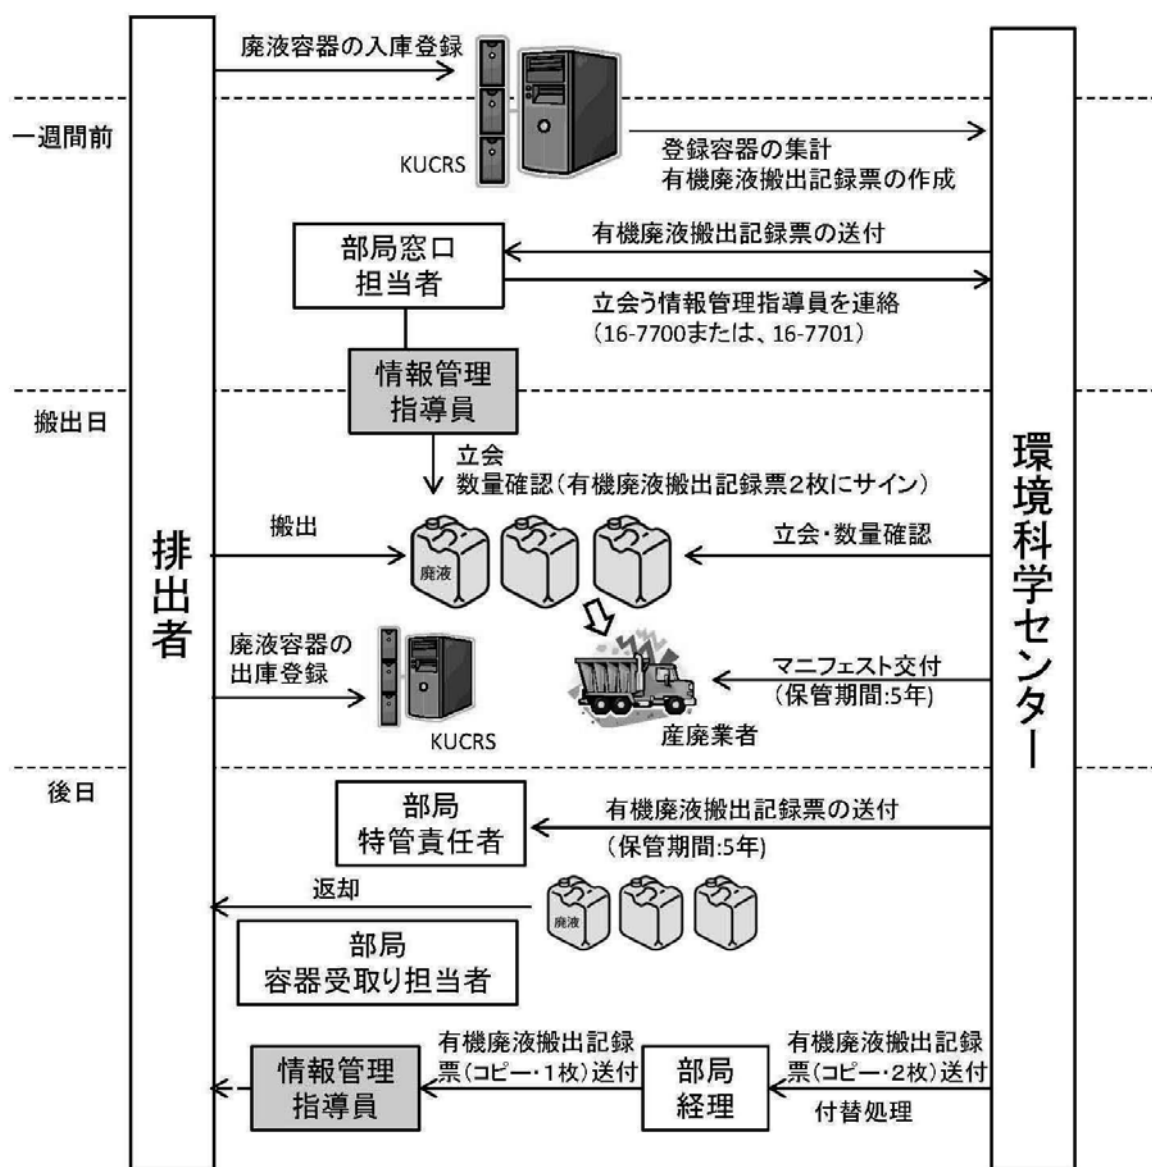 廃液容器の入庫登録
一週間前
KUCRS
登録容器の集計
有機廃液搬出記録票の作成
部局窓口
担当者
有機廃液搬出記録票の送付
立会う情報管理指導員を連絡
(16-7700または、16-7701)
情報管理
指導員
搬出日
立会
数量確認(有機廃液搬出記録票2枚にサイン)
搬出
廃液
立会・数量確認
排出者
環境科学センター
廃液容器の
出庫登録
KUCRS
マニフェスト交付
(保管期間:5年)
産廃業者
後日
部局
特管責任者
有機廃液搬出記録票の送付
(保管期間:5年)
返却
廃液
部局
容器受取り担当者
情報管理
指導員
有機廃液搬出記録
票(コピー・1枚)送付
部局
経理
有機廃液搬出記録
票(コピー・2枚)送付
付替処理